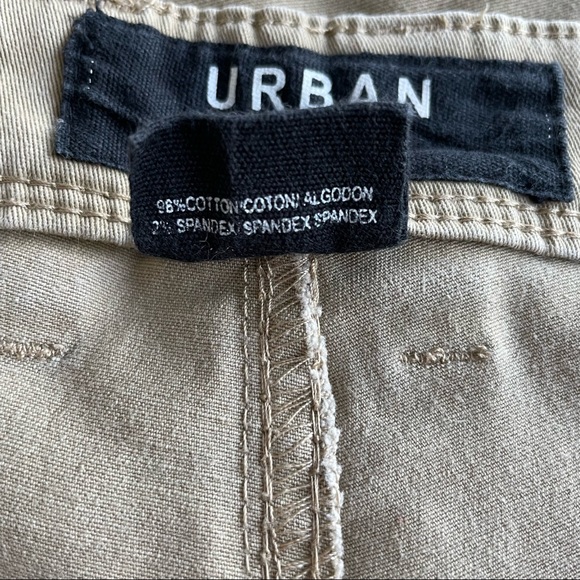 URBAN
98%COTTON/COTON/ALGODON
2% SPANDEX/SPANDEX/SPANDEX